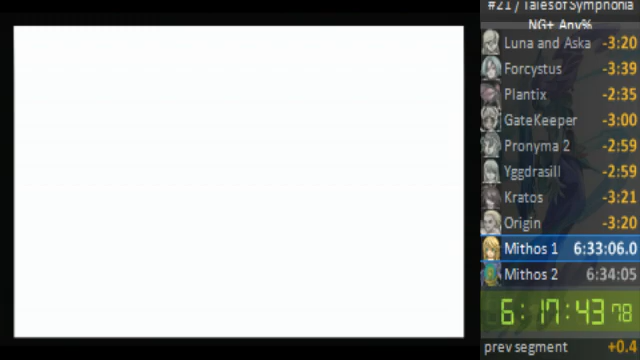 #21 / Tales of Symphonia
NG+ Any%
Luna and Aska -3:20
Forcystus -3:39
Plantix -2:35
GateKeeper -3:00
Pronyma 2 -2:59
Yggdrasill -2:59
Kratos -3:21
Origin -3:20
Mithos 1 6:33:06.0
Mithos 2 6:34:05
6:17:43 78
prev segment +0.4